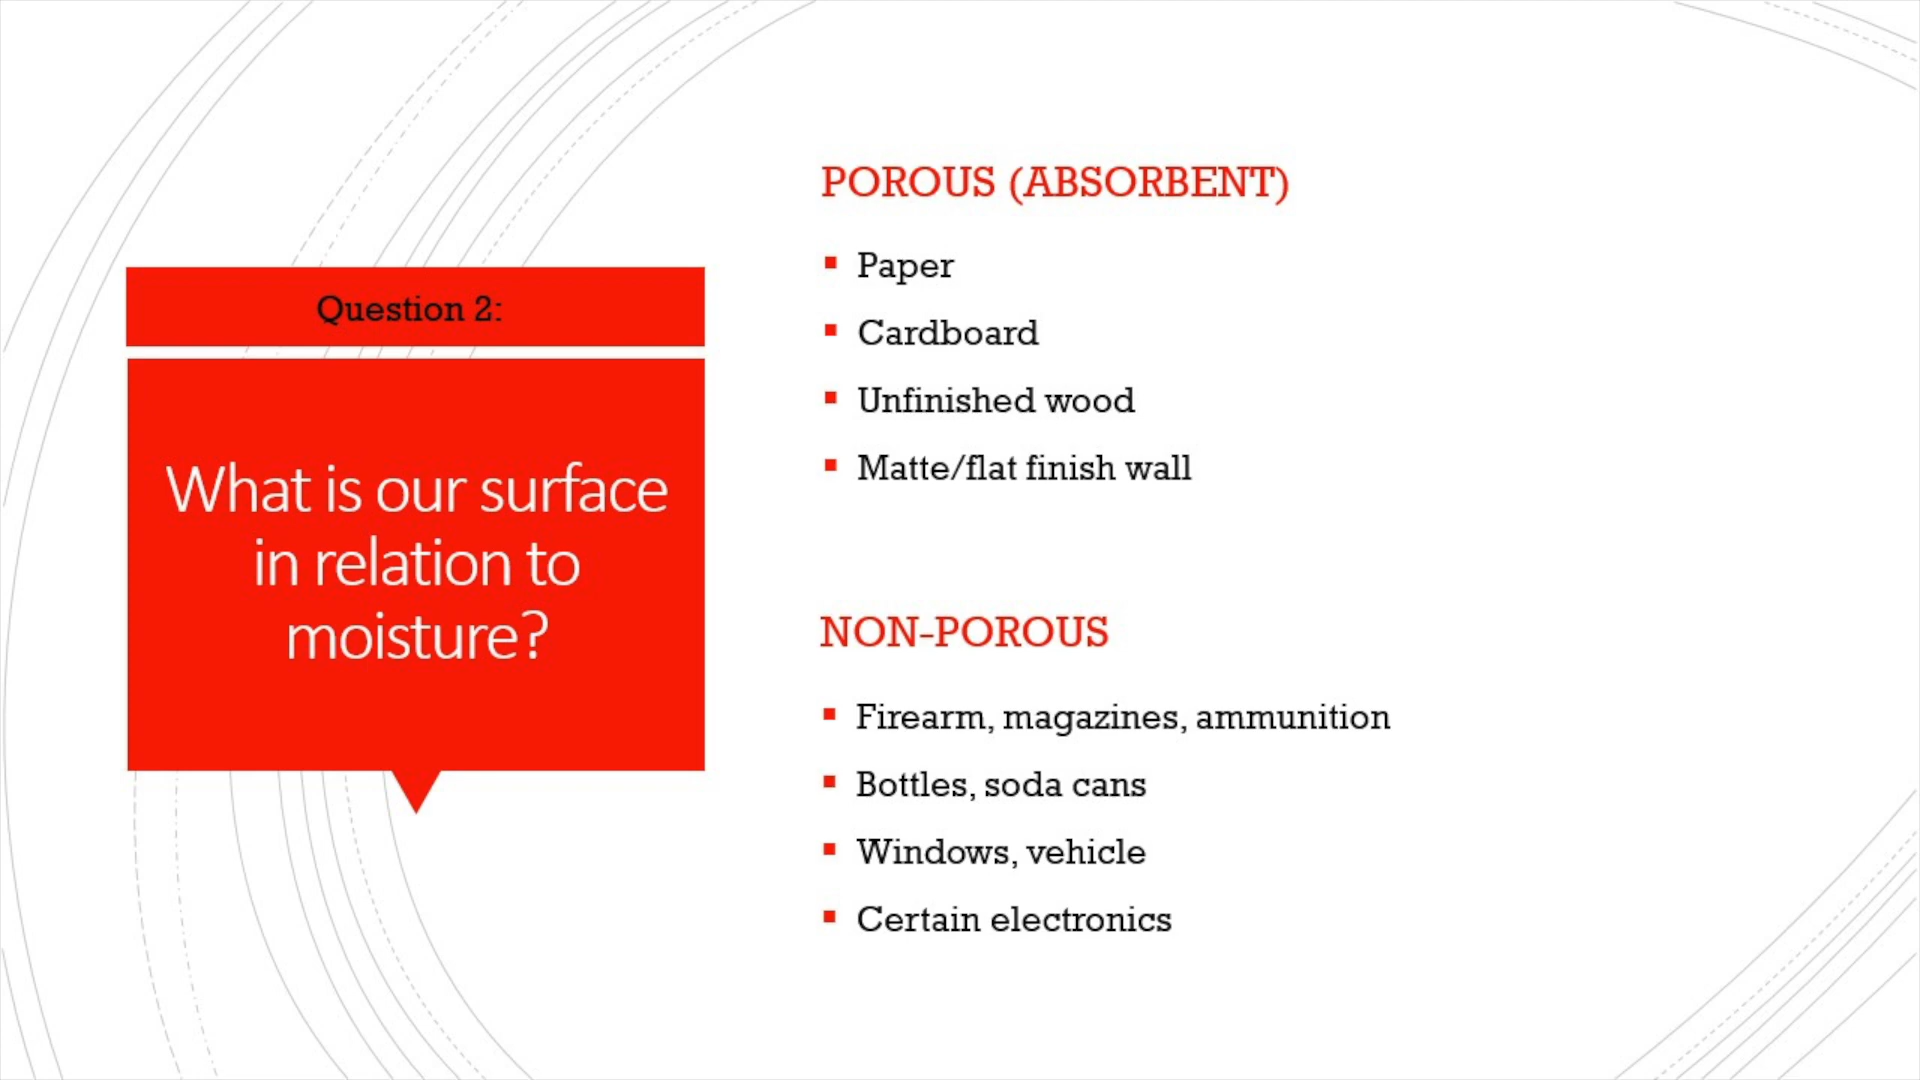 Question 2:
What is our surface
in relation to
moisture?
POROUS (ABSORBENT)
Paper
Cardboard
Unfinished wood
Matte/flat finish wall
NON-POROUS
Firearm, magazines, ammunition
Bottles, soda cans
Windows, vehicle
Certain electronics